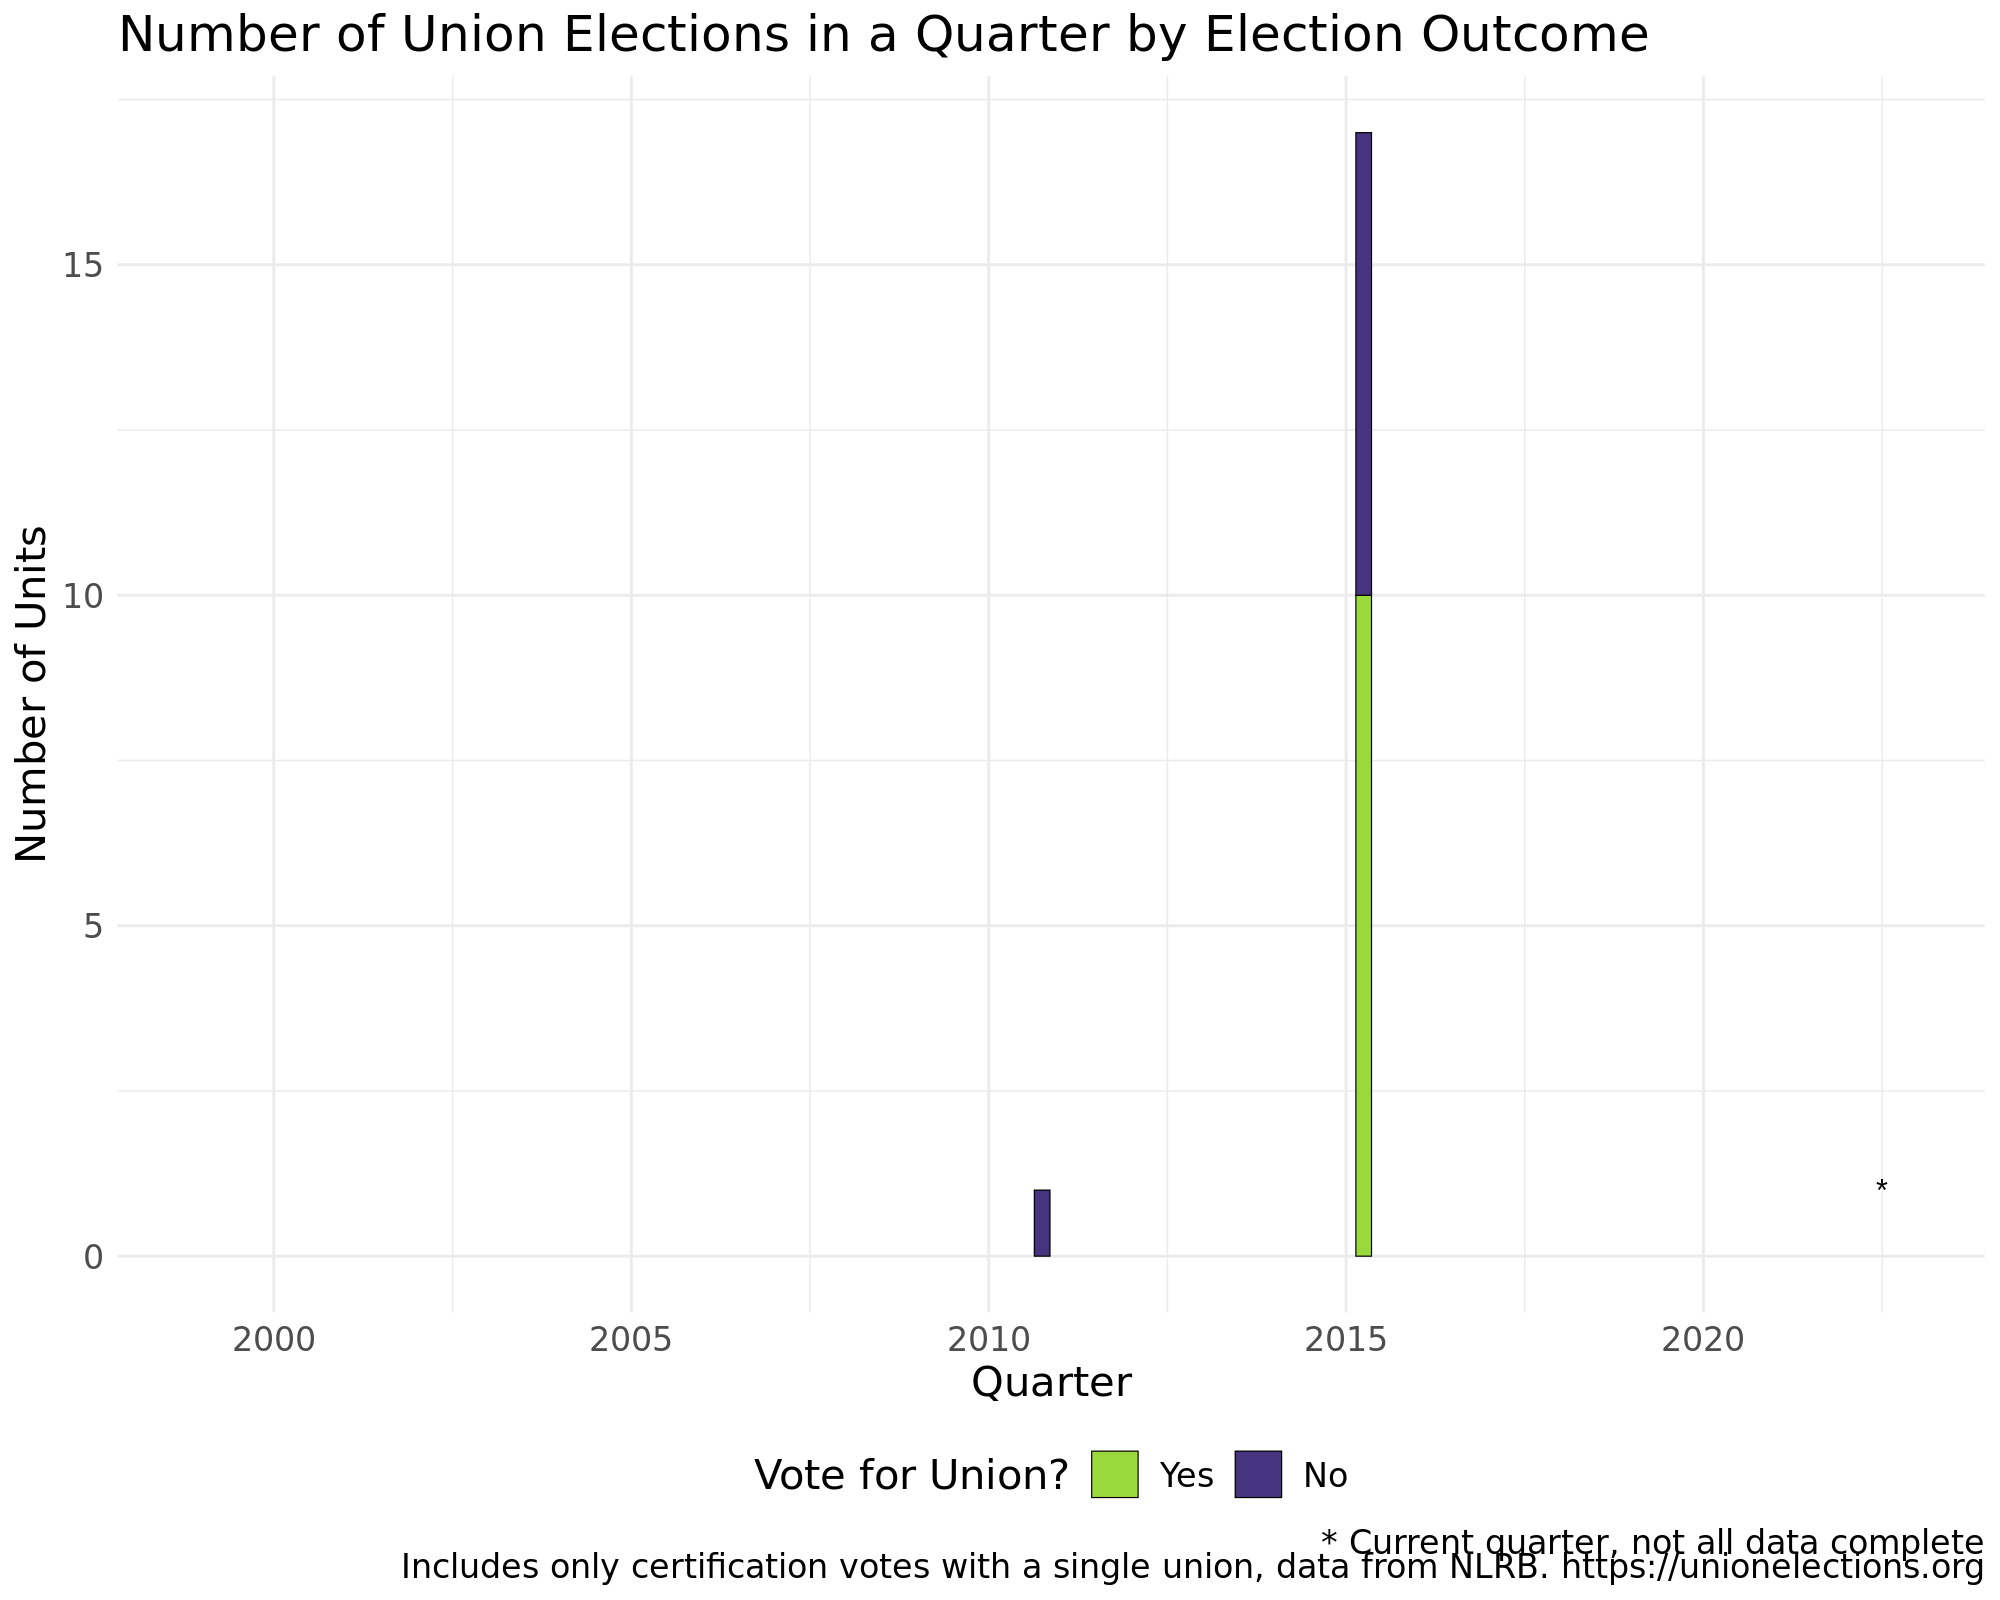 Number of Union Elections in a Quarter by Election Outcome
Number of Units
15
10
5
0
*
2000 2005 2010 2015 2020
Quarter
Vote for Union? Yes No
* Current quarter, not all data complete
Includes only certification votes with a single union, data from NLRB. https://unionelections.org